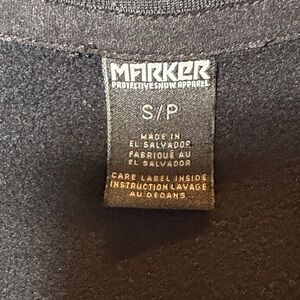 MARKER
PROTECTIVE SNOW APPAREL
S/P
MADE IN
EL SALVADOR
FABRIQUÉ AU
EL SALVADOR
CARE LABEL INSIDE
INSTRUCTION LAVAGE
AU DEDANS